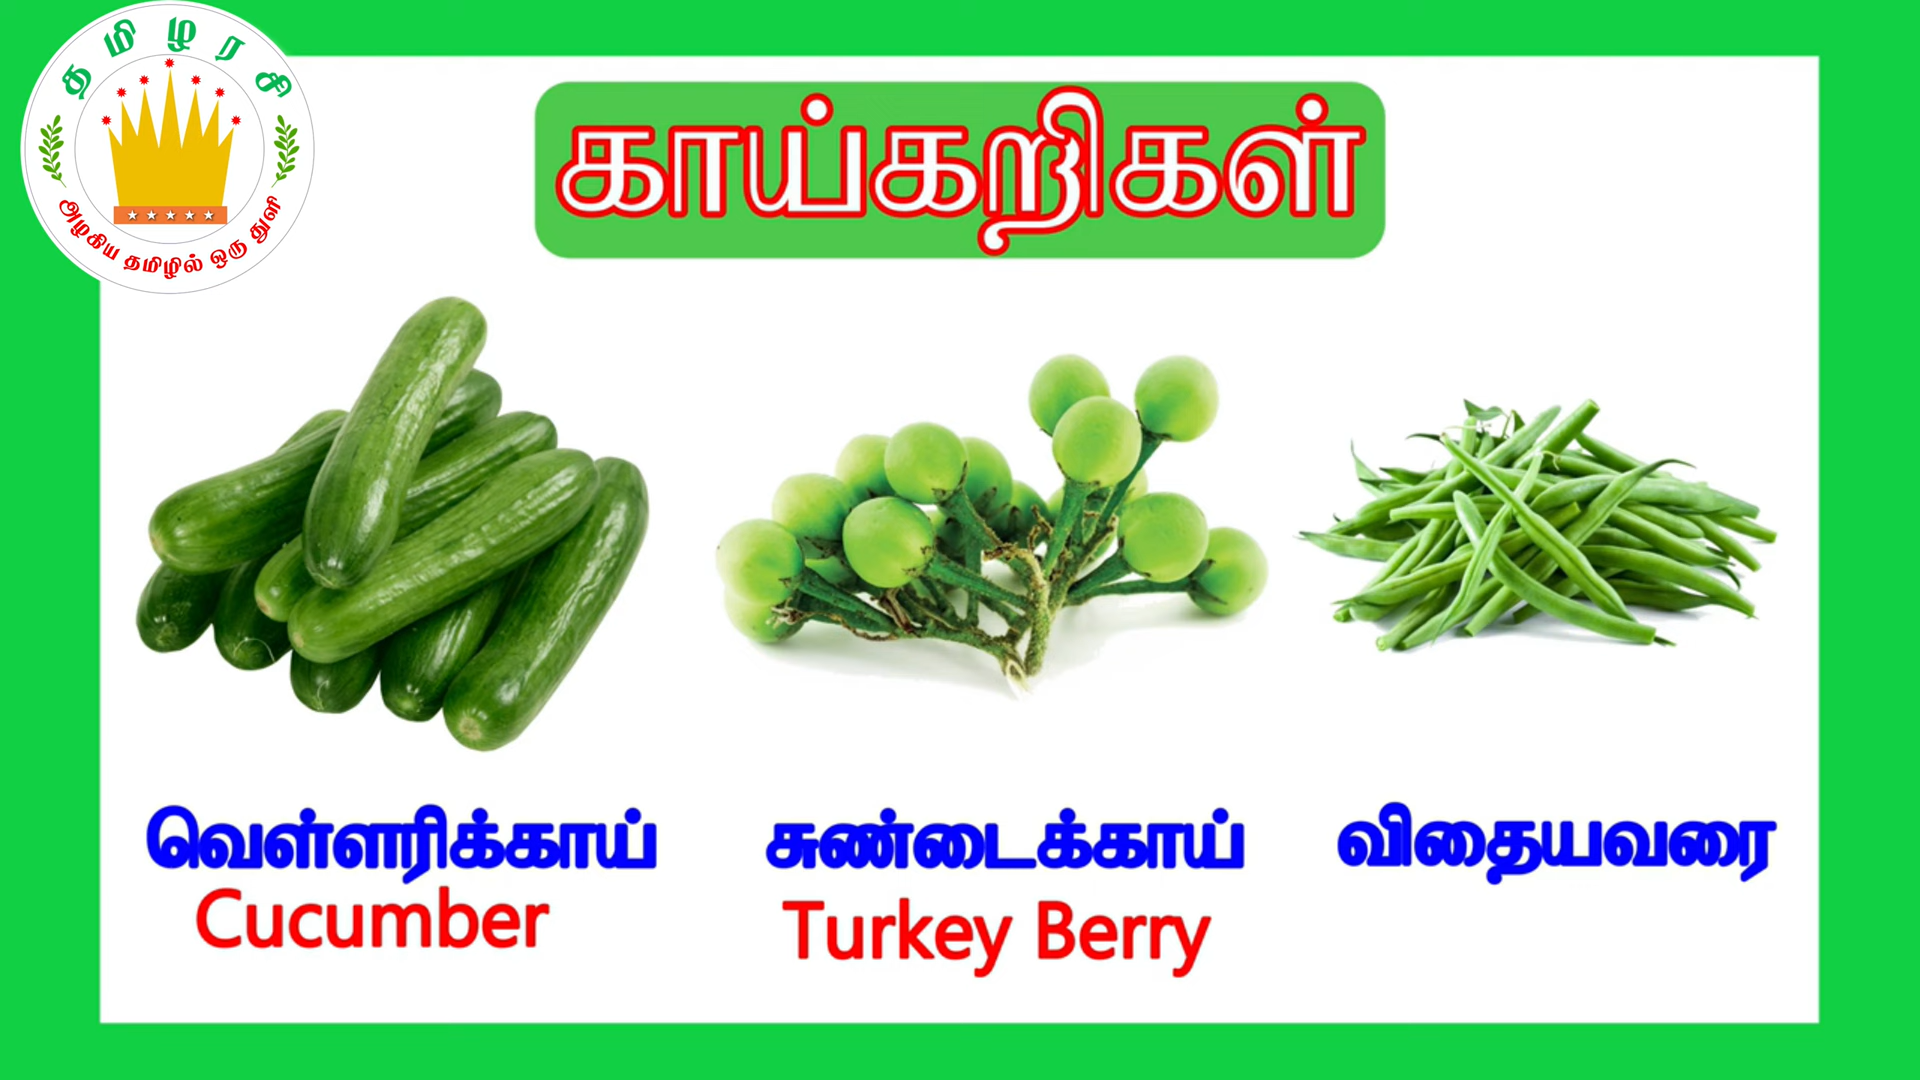 தமிழரசி
அழகிய தமிழில் ஒரு துளி
காய்கறிகள்
வெள்ளரிக்காய்
Cucumber
சுண்டைக்காய்
Turkey Berry
விதையவரை